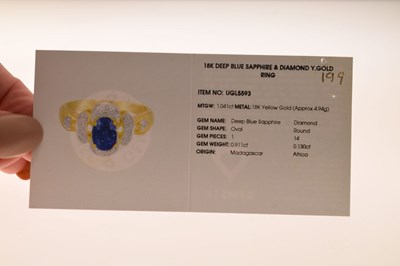 18K DEEP BLUE SAPPHIRE & DIAMOND Y.GOLD
RING
199
ITEM NO: UGL5593
MTGW: 1.041ct METAL: 18K Yellow Gold (Approx 4.94g)
GEM NAME: Deep Blue Sapphire Diamond
GEM SHAPE: Oval Round
GEM PIECES: 1 14
GEM WEIGHT: 0.911ct 0.130ct
ORIGIN: Madagascar Africa